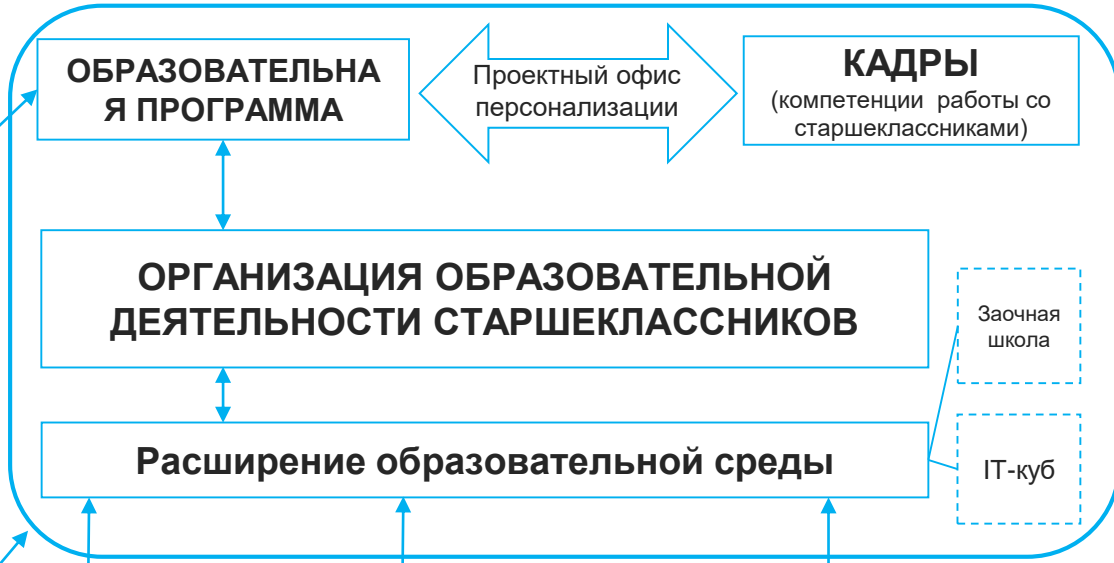 ОБРАЗОВАТЕЛЬНА
Я ПРОГРАММА
Проектный офис
персонализации
КАДРЫ
(компетенции работы со
старшеклассниками)
ОРГАНИЗАЦИЯ ОБРАЗОВАТЕЛЬНОЙ
ДЕЯТЕЛЬНОСТИ СТАРШЕКЛАССНИКОВ
Заочная
школа
Расширение образовательной среды
IT-куб